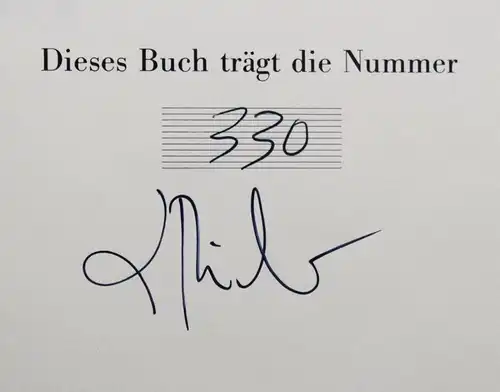 Dieses Buch trägt die Nummer
330